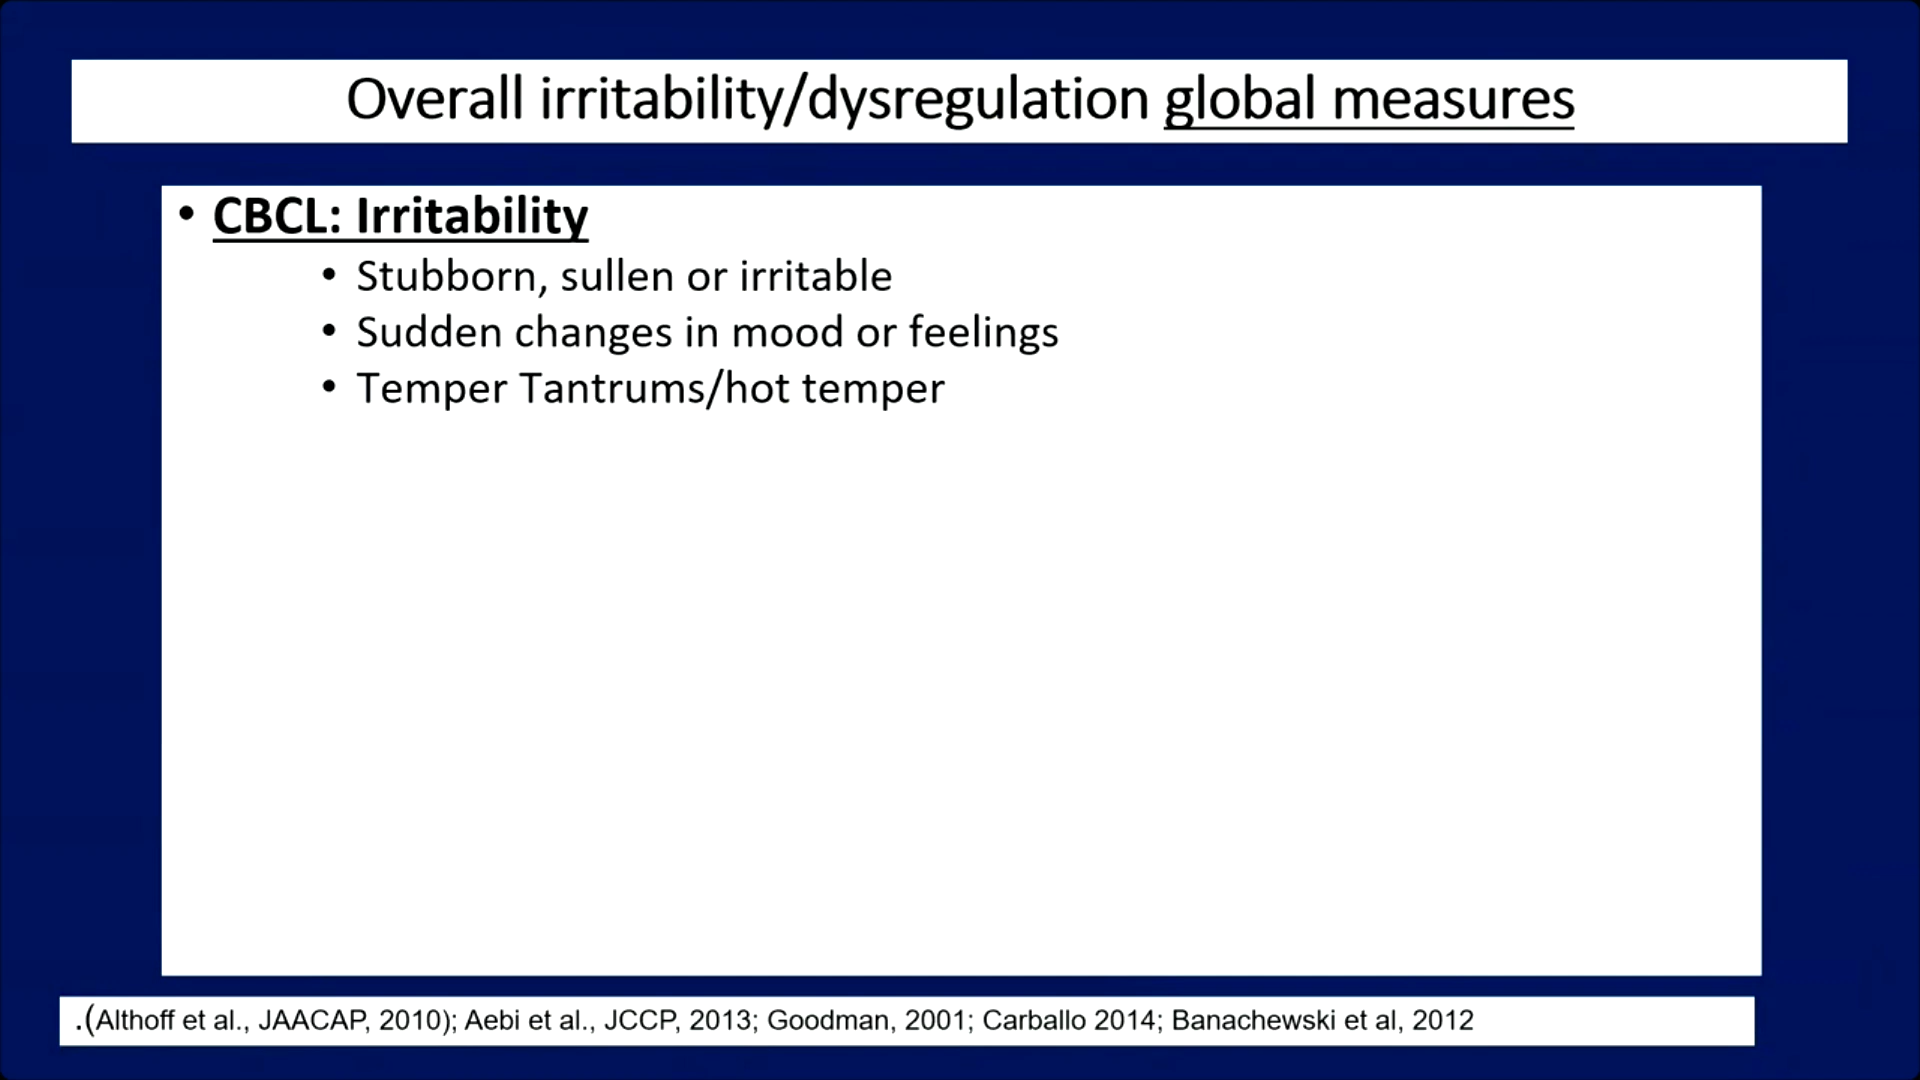 Overall irritability/dysregulation global measures
• CBCL: Irritability
• Stubborn, sullen or irritable
• Sudden changes in mood or feelings
• Temper Tantrums/hot temper
.(Althoff et al., JAACAP, 2010); Aebi et al., JCCP, 2013; Goodman, 2001; Carballo 2014; Banachewski et al, 2012